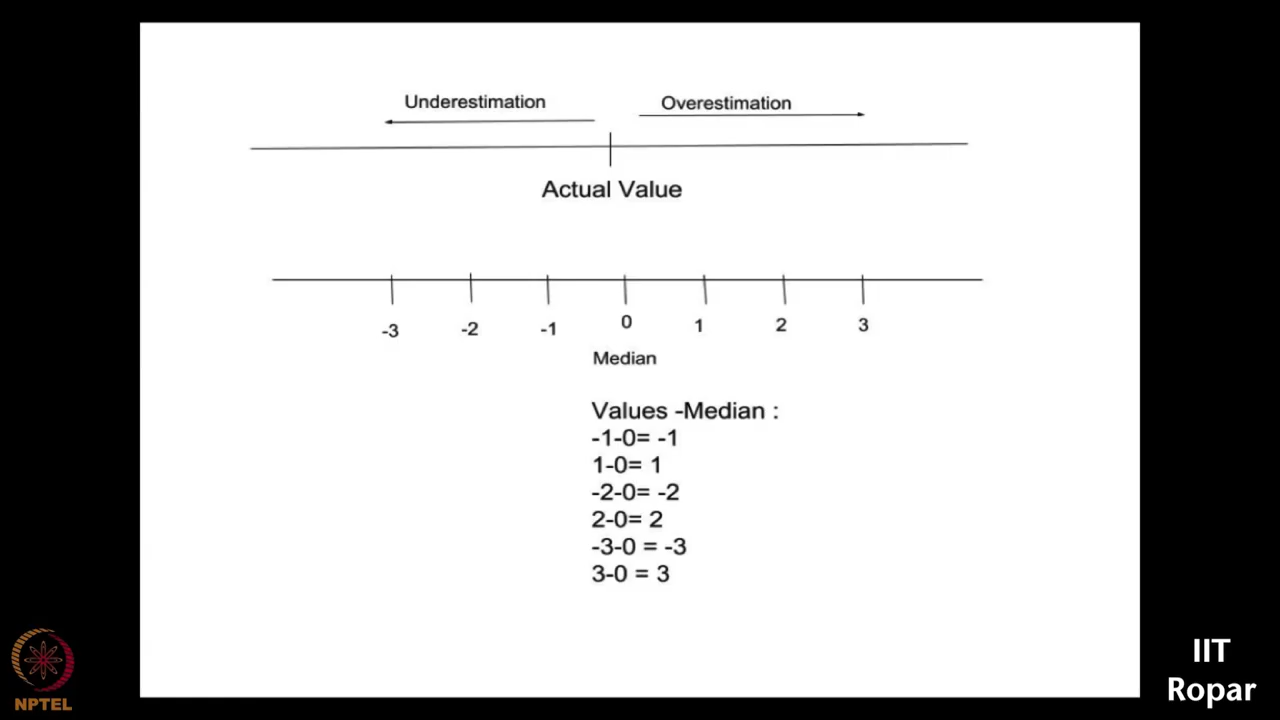 Underestimation
Overestimation
Actual Value
-3 -2 -1 0 1 2 3
Median
Values -Median :
-1-0= -1
1-0= 1
-2-0= -2
2-0= 2
-3-0 = -3
3-0 = 3
NPTEL
IIT
Ropar